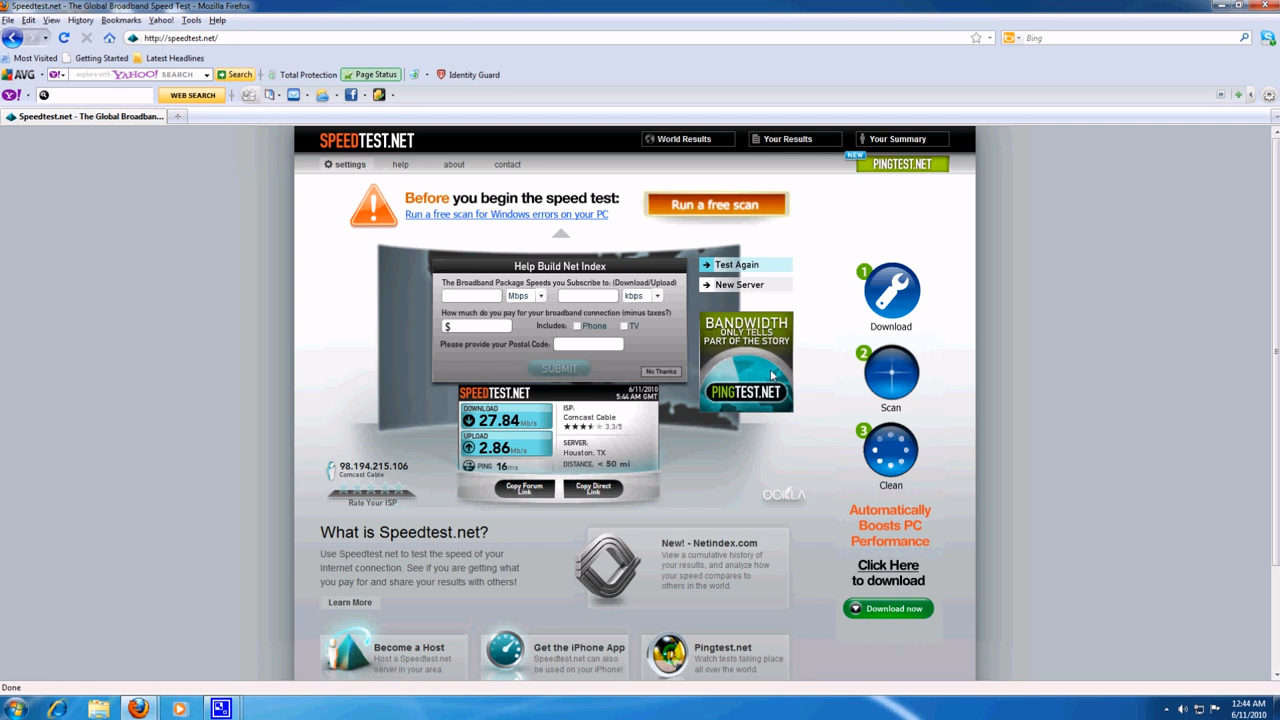 Speedtest.net - The Global Broadband Speed Test - Mozilla Firefox
File Edit View History Bookmarks Yahoo! Tools Help
http://speedtest.net/
Bing
Most Visited Getting Started Latest Headlines
AVG Y! explore with YAHOO! SEARCH Search Total Protection Page Status Identity Guard
Y! WEB SEARCH
Speedtest.net - The Global Broadban...
SPEEDTEST.NET
World Results
Your Results
Your Summary
settings
help
about
contact
NEW
PINGTEST.NET
Before you begin the speed test:
Run a free scan for Windows errors on your PC
Run a free scan
Help Build Net Index
The Broadband Package Speeds you Subscribe to: (Download/Upload)
Mbps
kbps
How much do you pay for your broadband connection (minus taxes?)
$
Includes: Phone TV
Please provide your Postal Code:
SUBMIT
No Thanks
Test Again
New Server
BANDWIDTH
ONLY TELLS
PART OF THE STORY
PINGTEST.NET
SPEEDTEST.NET
6/11/2010
5:44 AM GMT
DOWNLOAD
27.84 Mb/s
UPLOAD
2.86 Mb/s
PING 16 ms
ISP:
Comcast Cable
3.3/5
SERVER:
Houston, TX
DISTANCE: < 50 mi
Copy Forum
Link
Copy Direct
Link
98.194.215.106
Comcast Cable
Rate Your ISP
OOKLA
1
Download
2
Scan
3
Clean
Automatically
Boosts PC
Performance
Click Here
to download
Download now
What is Speedtest.net?
Use Speedtest.net to test the speed of your
Internet connection. See if you are getting
what you pay for and share your results with others!
Learn More
New! - Netindex.com
View a cumulative history of
your results, and analyze how
your speed compares to
others in the world.
Become a Host
Host a Speedtest.net
server in your area.
Get the iPhone App
Speedtest.net can also
be used on your iPhone!
Pingtest.net
Watch tests taking place
all over the world.
Done
12:44 AM
6/11/2010